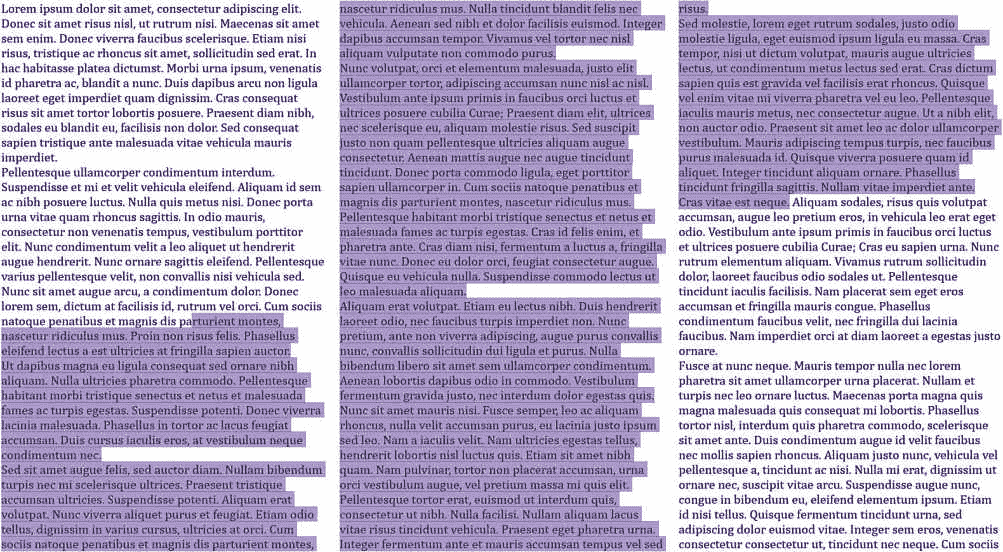 Lorem ipsum dolor sit amet, consectetur adipiscing elit.
Donec sit amet risus nisl, ut rutrum nisi. Maecenas sit amet
sem enim. Donec viverra faucibus scelerisque. Etiam nisi
risus, tristique ac rhoncus sit amet, sollicitudin sed erat. In
hac habitasse platea dictumst. Morbi urna ipsum, venenatis
id pharetra ac, blandit a nunc. Duis dapibus arcu non ligula
laoreet eget imperdiet quam dignissim. Cras consequat
risus sit amet tortor lobortis posuere. Praesent diam nibh,
sodales eu blandit eu, facilisis non dolor. Sed consequat
sapien tristique ante malesuada vitae vehicula mauris
imperdiet.
Pellentesque ullamcorper condimentum interdum.
Suspendisse et mi et velit vehicula eleifend. Aliquam id sem
ac nibh posuere luctus. Nulla quis metus nisi. Donec porta
urna vitae quam rhoncus sagittis. In odio mauris,
consectetur non venenatis tempus, vestibulum porttitor
elit. Nunc condimentum velit a leo aliquet ut hendrerit
augue hendrerit. Nunc ornare sagittis eleifend. Pellentesque
varius pellentesque velit, non convallis nisi vehicula sed.
Nunc sit amet augue arcu, a condimentum dolor. Donec
lorem sem, dictum at facilisis id, rutrum vel orci. Cum sociis
natoque penatibus et magnis dis parturient montes,
nascetur ridiculus mus. Proin non risus felis. Phasellus
eleifend lectus a est ultricies at fringilla sapien auctor.
Ut dapibus magna eu ligula consequat sed ornare nibh
aliquam. Nulla ultricies pharetra commodo. Pellentesque
habitant morbi tristique senectus et netus et malesuada
fames ac turpis egestas. Suspendisse potenti. Donec viverra
lacinia malesuada. Phasellus in tortor ac lacus feugiat
accumsan. Duis cursus iaculis eros, at vestibulum neque
condimentum nec.
Sed sit amet augue felis, sed auctor diam. Nullam bibendum
turpis nec mi scelerisque ultrices. Praesent tristique
accumsan ultricies. Suspendisse potenti. Aliquam erat
volutpat. Nunc viverra aliquet purus et feugiat. Etiam odio
tellus, dignissim in varius cursus, ultricies at orci. Cum
sociis natoque penatibus et magnis dis parturient montes,
nascetur ridiculus mus. Nulla tincidunt blandit felis nec
vehicula. Aenean sed nibh et dolor facilisis euismod. Integer
dapibus accumsan tempor. Vivamus vel tortor nec nisl
aliquam vulputate non commodo purus.
Nunc volutpat, orci et elementum malesuada, justo elit
ullamcorper tortor, adipiscing accumsan nunc nisl ac nisl.
Vestibulum ante ipsum primis in faucibus orci luctus et
ultrices posuere cubilia Curae; Praesent diam elit, ultrices
nec scelerisque eu, aliquam molestie risus. Sed suscipit
justo non quam pellentesque ultricies aliquam augue
consectetur. Aenean mattis augue nec augue tincidunt
tincidunt. Donec porta commodo ligula, eget porttitor
sapien ullamcorper in. Cum sociis natoque penatibus et
magnis dis parturient montes, nascetur ridiculus mus.
Pellentesque habitant morbi tristique senectus et netus et
malesuada fames ac turpis egestas. Cras id felis enim, et
pharetra ante. Cras diam nisi, fermentum a luctus a, fringilla
vitae nunc. Donec eu dolor orci, feugiat consectetur augue.
Quisque eu vehicula nulla. Suspendisse commodo lectus ut
leo malesuada aliquam.
Aliquam erat volutpat. Etiam eu lectus nibh. Duis hendrerit
laoreet odio, nec faucibus turpis imperdiet non. Nunc
pretium, ante non viverra adipiscing, augue purus convallis
nunc, convallis sollicitudin dui ligula et purus. Nulla
bibendum libero sit amet sem ullamcorper condimentum.
Aenean lobortis dapibus odio in commodo. Vestibulum
fermentum gravida justo, nec interdum dolor egestas quis.
Nunc sit amet mauris nisi. Fusce semper, leo ac aliquam
rhoncus, nulla velit accumsan purus, eu lacinia justo ipsum
sed leo. Nam a iaculis velit. Nam ultricies egestas tellus,
hendrerit lobortis nisl luctus quis. Etiam sit amet nibh
quam. Nam pulvinar, tortor non placerat accumsan, urna
orci vestibulum augue, vel pretium massa mi quis elit.
Pellentesque tortor erat, euismod ut interdum quis,
consectetur ut nibh. Nulla facilisi. Nullam aliquam lacus
vitae risus tincidunt vehicula. Praesent eget pharetra urna.
Integer fermentum ante et mauris accumsan tempus vel sed
risus.
Sed molestie, lorem eget rutrum sodales, justo odio
molestie ligula, eget euismod ipsum ligula eu massa. Cras
tempor, nisi ut dictum volutpat, mauris augue ultricies
lectus, ut condimentum metus lectus sed erat. Cras dictum
sapien quis est gravida vel facilisis erat rhoncus. Quisque
vel enim vitae mi viverra pharetra vel eu leo. Pellentesque
iaculis mauris metus, nec consectetur augue. Ut a nibh elit,
non auctor odio. Praesent sit amet leo ac dolor ullamcorper
vestibulum. Mauris adipiscing tempus turpis, nec faucibus
purus malesuada id. Quisque viverra posuere quam id
aliquet. Integer tincidunt aliquam ornare. Phasellus
tincidunt fringilla sagittis. Nullam vitae imperdiet ante.
Cras vitae est neque. Aliquam sodales, risus quis volutpat
accumsan, augue leo pretium eros, in vehicula leo erat eget
odio. Vestibulum ante ipsum primis in faucibus orci luctus
et ultrices posuere cubilia Curae; Cras eu sapien urna. Nunc
rutrum elementum aliquam. Vivamus rutrum sollicitudin
dolor, laoreet faucibus odio sodales ut. Pellentesque
tincidunt iaculis facilisis. Nam placerat sem eget eros
accumsan et fringilla mauris congue. Phasellus
condimentum faucibus velit, nec fringilla dui lacinia
faucibus. Nam imperdiet orci at diam laoreet a egestas justo
ornare.
Fusce at nunc neque. Mauris tempor nulla nec lorem
pharetra sit amet ullamcorper urna placerat. Nullam et
turpis nec leo ornare luctus. Maecenas porta magna quis
magna malesuada quis consequat mi lobortis. Phasellus
tortor nisl, interdum quis pharetra commodo, scelerisque
sit amet ante. Duis condimentum augue id velit faucibus
nec mollis sapien rhoncus. Aliquam justo nunc, vehicula vel
pellentesque a, tincidunt ac nisi. Nulla mi erat, dignissim ut
ornare nec, suscipit vitae arcu. Suspendisse augue nunc,
congue in bibendum eu, eleifend elementum ipsum. Etiam
id nisi tellus. Quisque fermentum tincidunt urna, sed
adipiscing dolor euismod vitae. Integer sem eros, venenatis
consectetur consectetur ut, tincidunt nec neque. Cum sociis